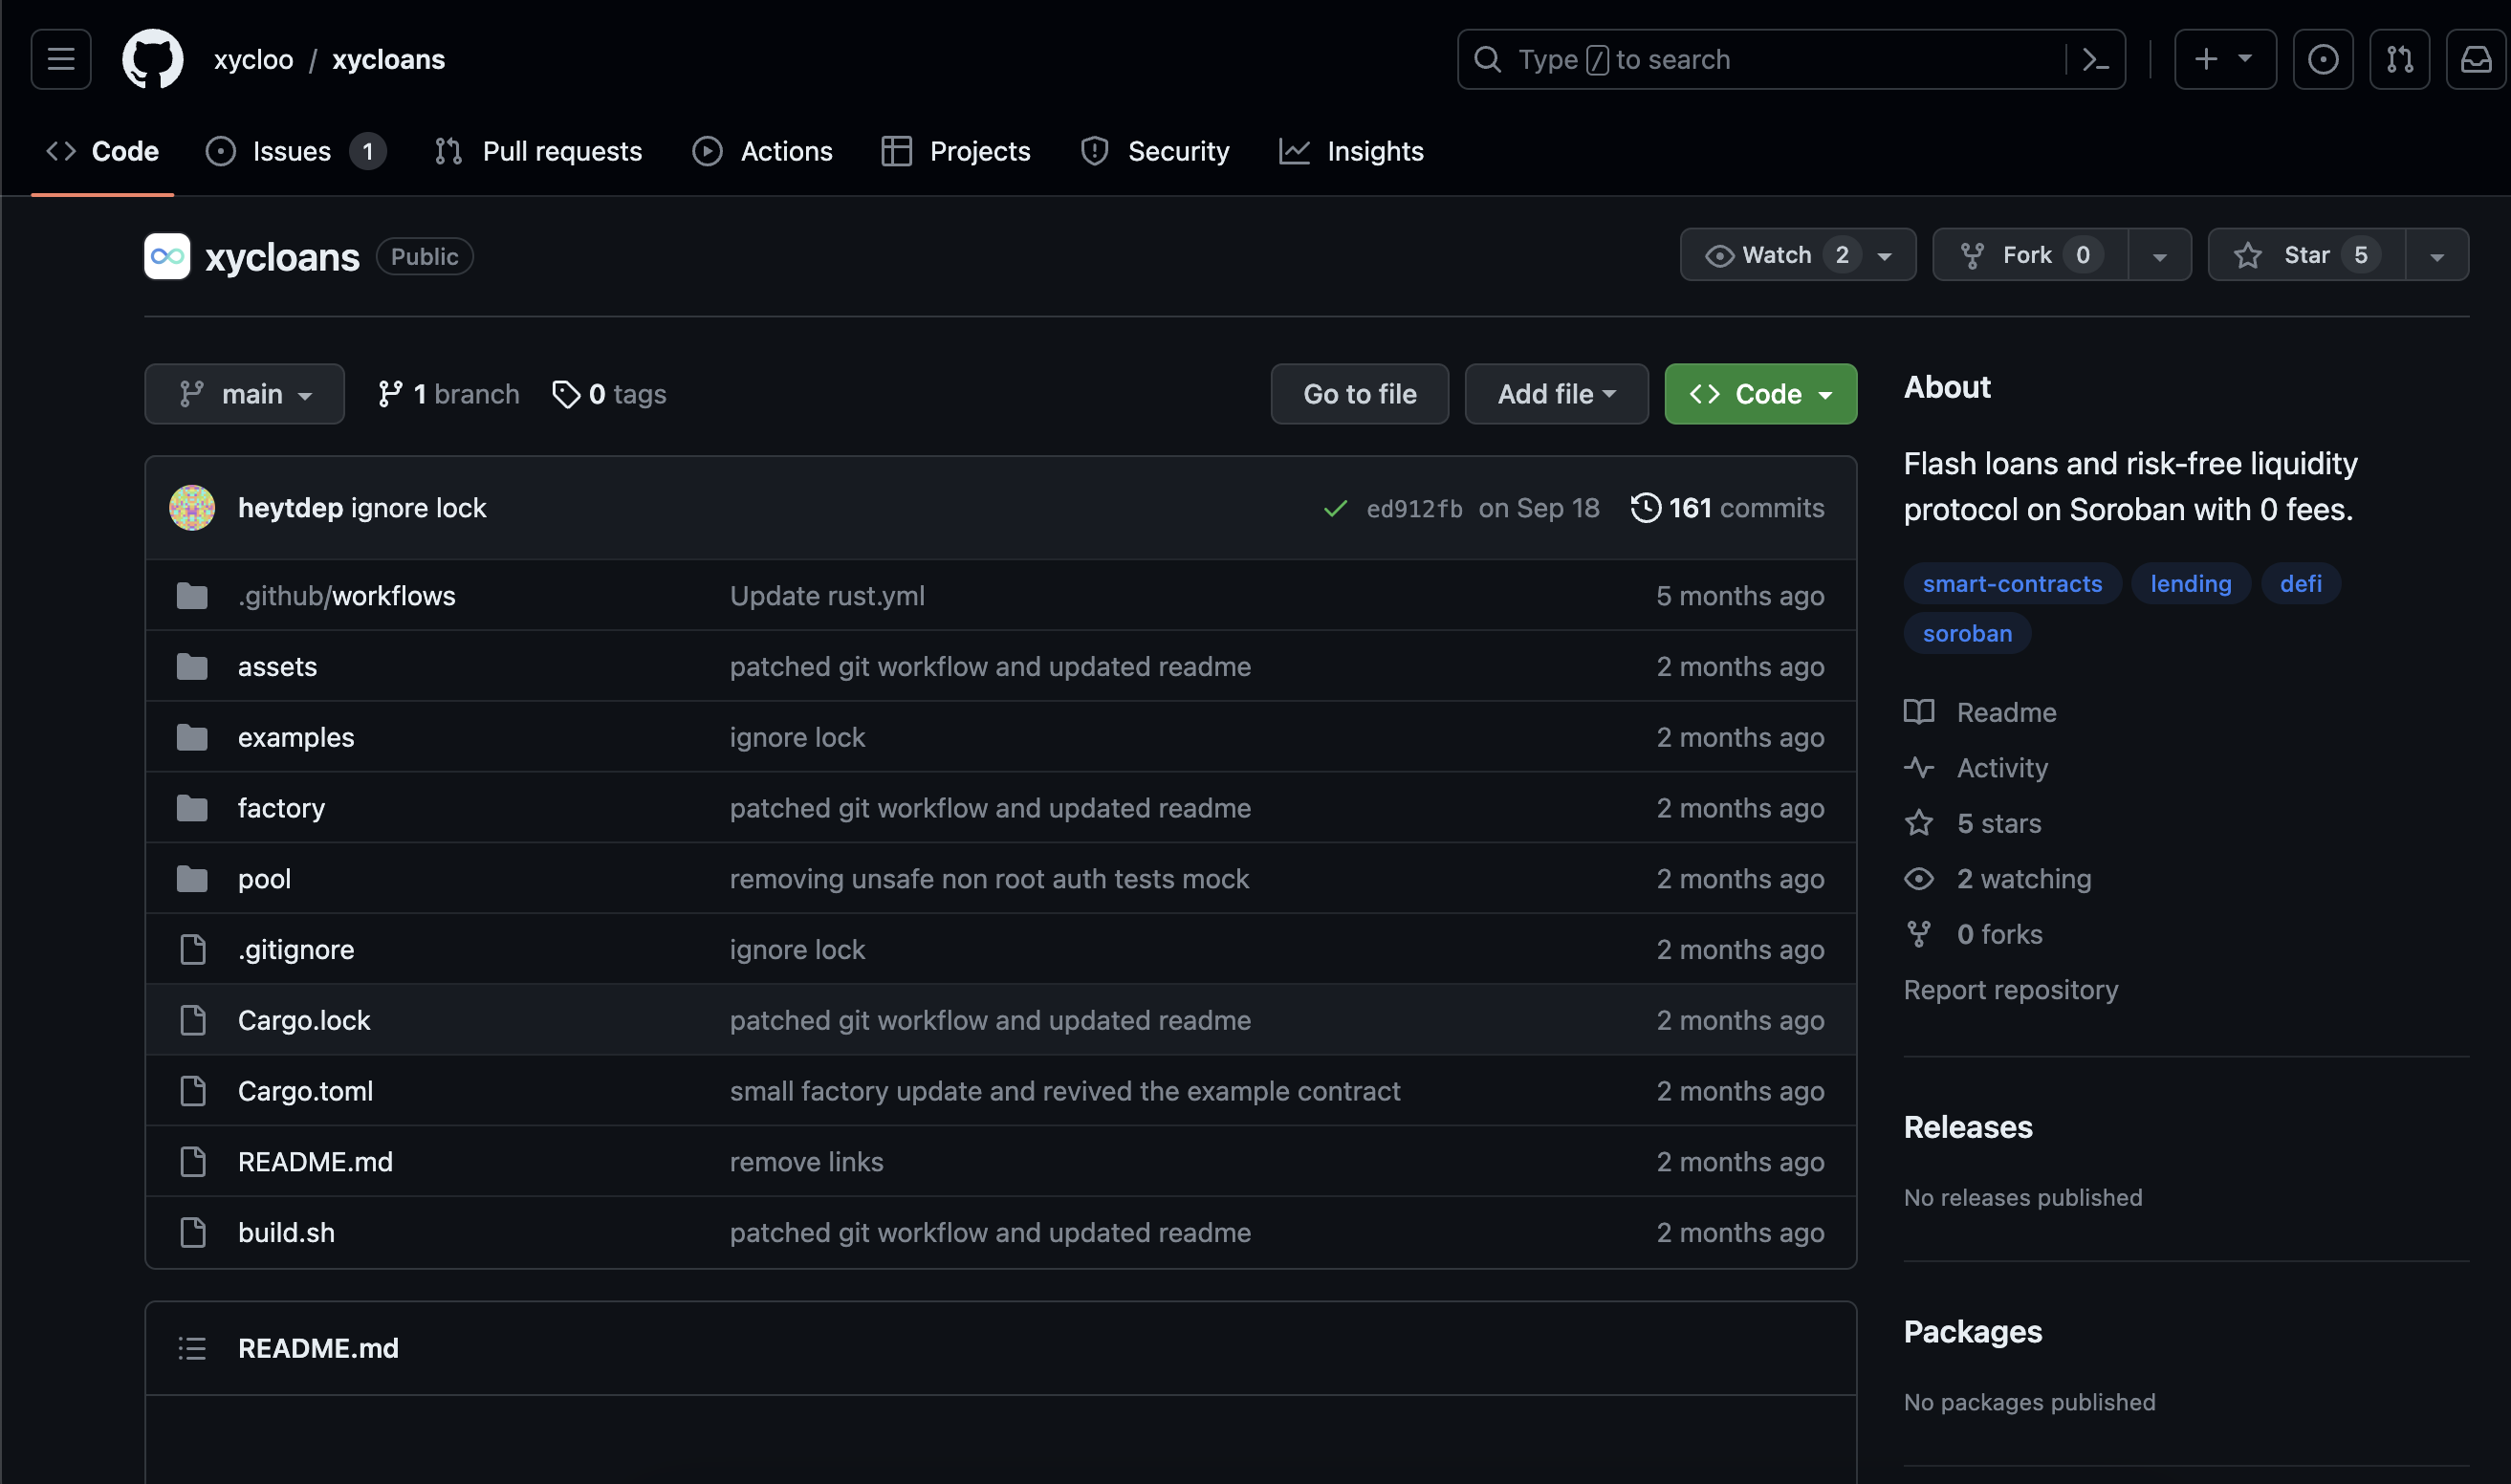 xycloo / xycloans
Type / to search
Code
Issues 1
Pull requests
Actions
Projects
Security
Insights
xycloans Public
Watch 2
Fork 0
Star 5
main
1 branch
0 tags
Go to file
Add file
Code
heytdep ignore lock
ed912fb on Sep 18
161 commits
.github/workflows Update rust.yml 5 months ago
assets patched git workflow and updated readme 2 months ago
examples ignore lock 2 months ago
factory patched git workflow and updated readme 2 months ago
pool removing unsafe non root auth tests mock 2 months ago
.gitignore ignore lock 2 months ago
Cargo.lock patched git workflow and updated readme 2 months ago
Cargo.toml small factory update and revived the example contract 2 months ago
README.md remove links 2 months ago
build.sh patched git workflow and updated readme 2 months ago
README.md
About
Flash loans and risk-free liquidity
protocol on Soroban with 0 fees.
smart-contracts lending defi
soroban
Readme
Activity
5 stars
2 watching
0 forks
Report repository
Releases
No releases published
Packages
No packages published